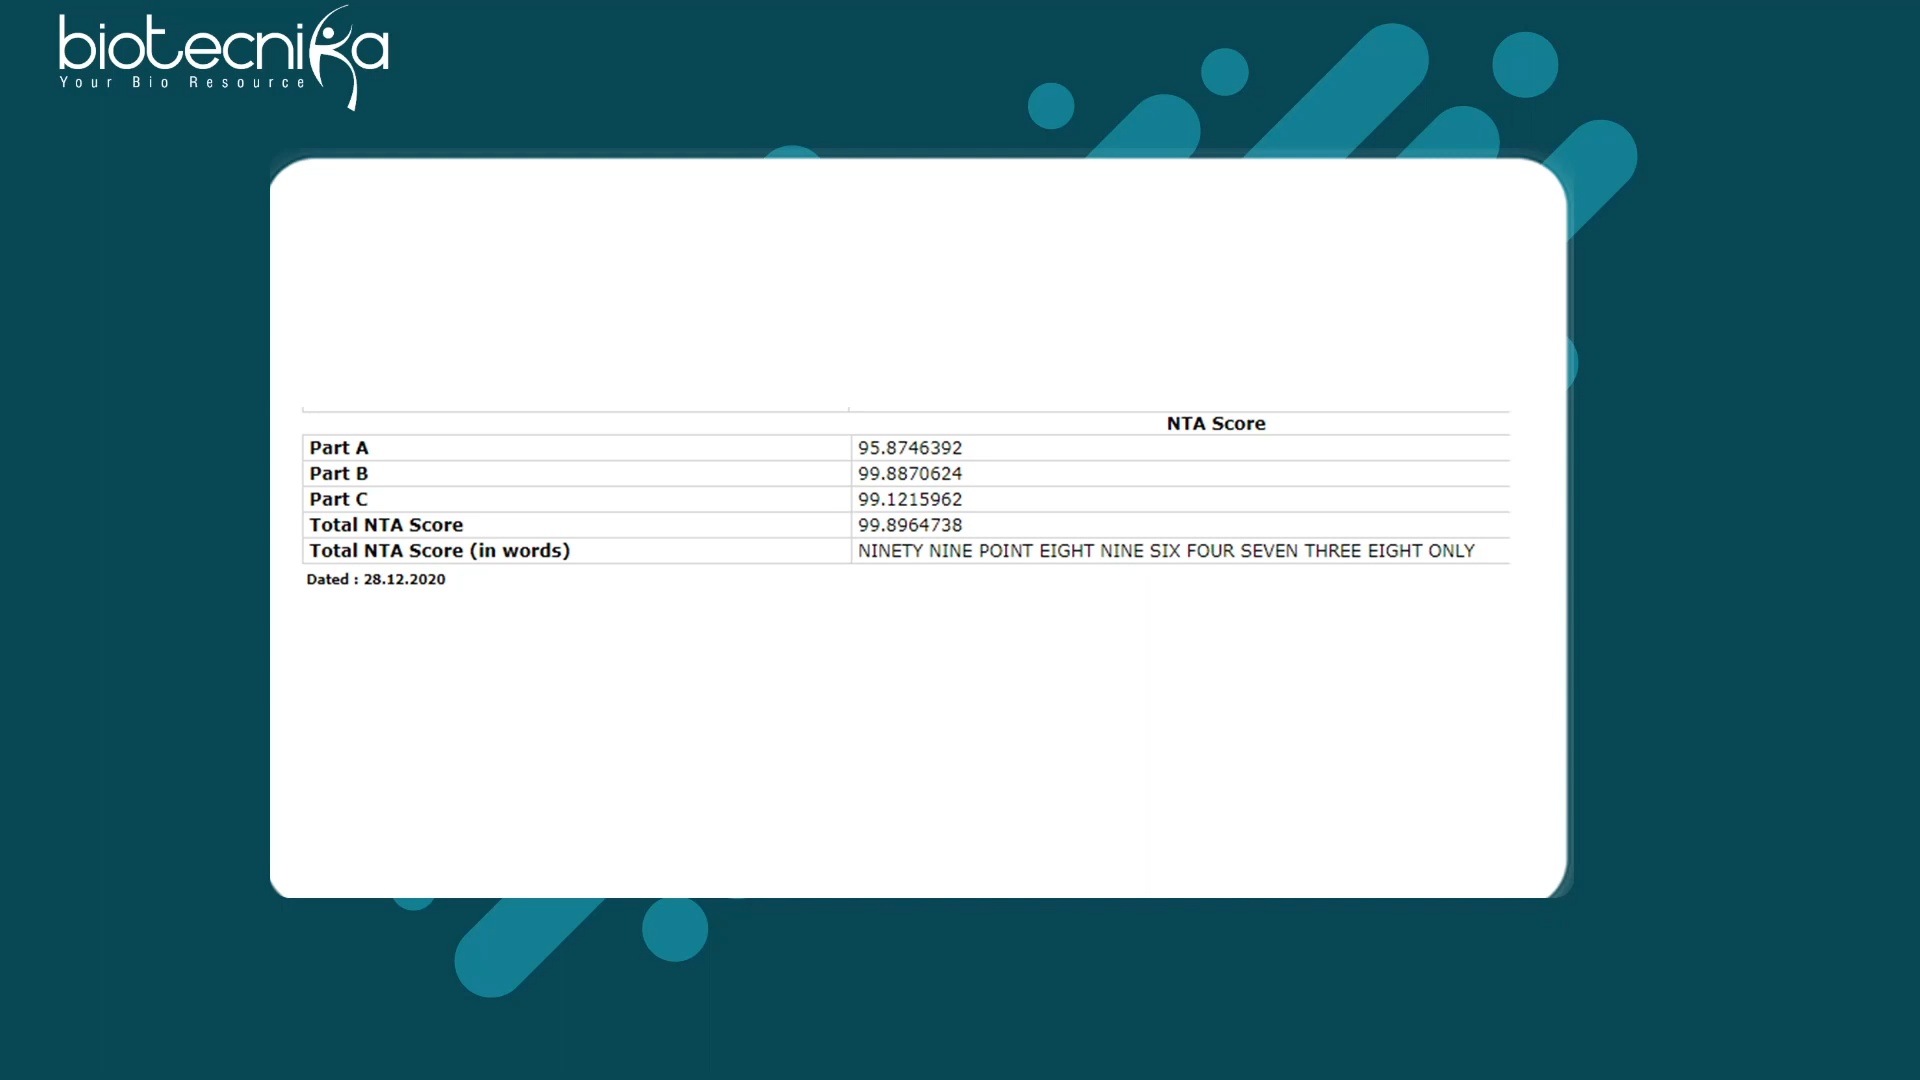 biotecnika
Your Bio Resource
NTA Score
Part A 95.8746392
Part B 99.8870624
Part C 99.1215962
Total NTA Score 99.8964738
Total NTA Score (in words) NINETY NINE POINT EIGHT NINE SIX FOUR SEVEN THREE EIGHT ONLY
Dated : 28.12.2020